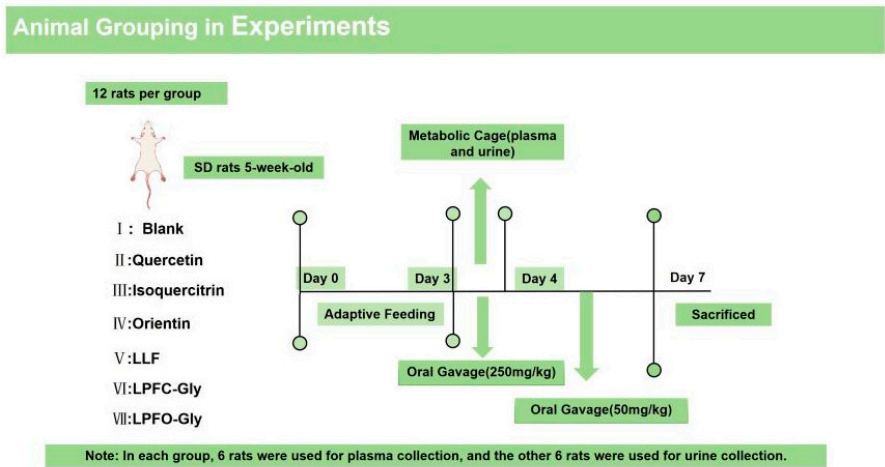 Animal Grouping in Experiments
12 rats per group
SD rats 5-week-old
Metabolic Cage(plasma
and urine)
Ⅰ: Blank
Ⅱ:Quercetin
Ⅲ:Isoquercitrin
Ⅳ:Orientin
Ⅴ:LLF
Ⅵ:LPFC-Gly
Ⅶ:LPFO-Gly
Day 0
Day 3
Day 4
Day 7
Adaptive Feeding
Sacrificed
Oral Gavage(250mg/kg)
Oral Gavage(50mg/kg)
Note: In each group, 6 rats were used for plasma collection, and the other 6 rats were used for urine collection.